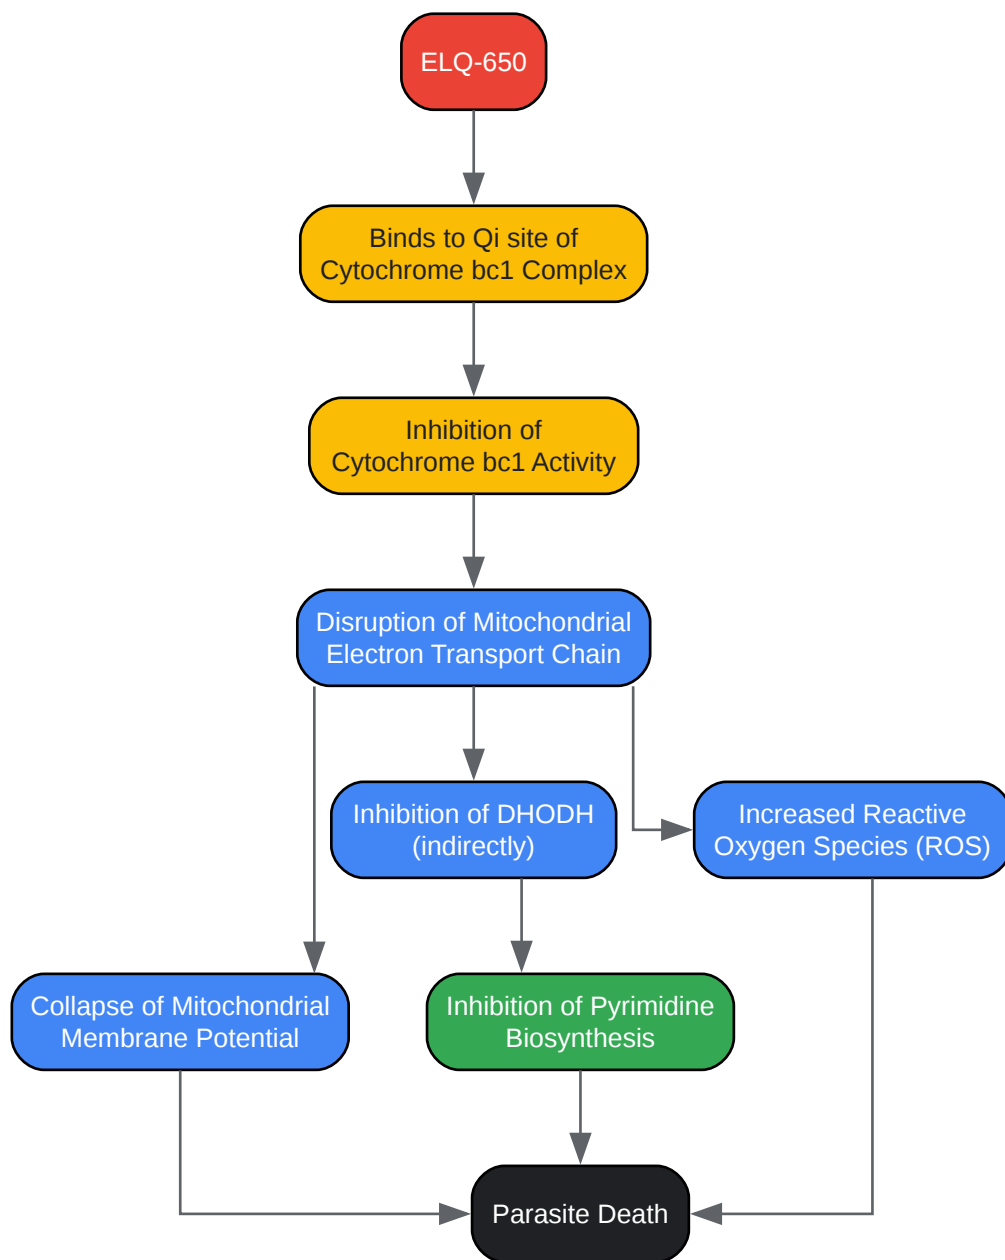 ELQ-650
Binds to Qi site of
Cytochrome bc1 Complex
Inhibition of
Cytochrome bc1 Activity
Disruption of Mitochondrial
Electron Transport Chain
Inhibition of DHODH
(indirectly)
Increased Reactive
Oxygen Species (ROS)
Collapse of Mitochondrial
Membrane Potential
Inhibition of Pyrimidine
Biosynthesis
Parasite Death